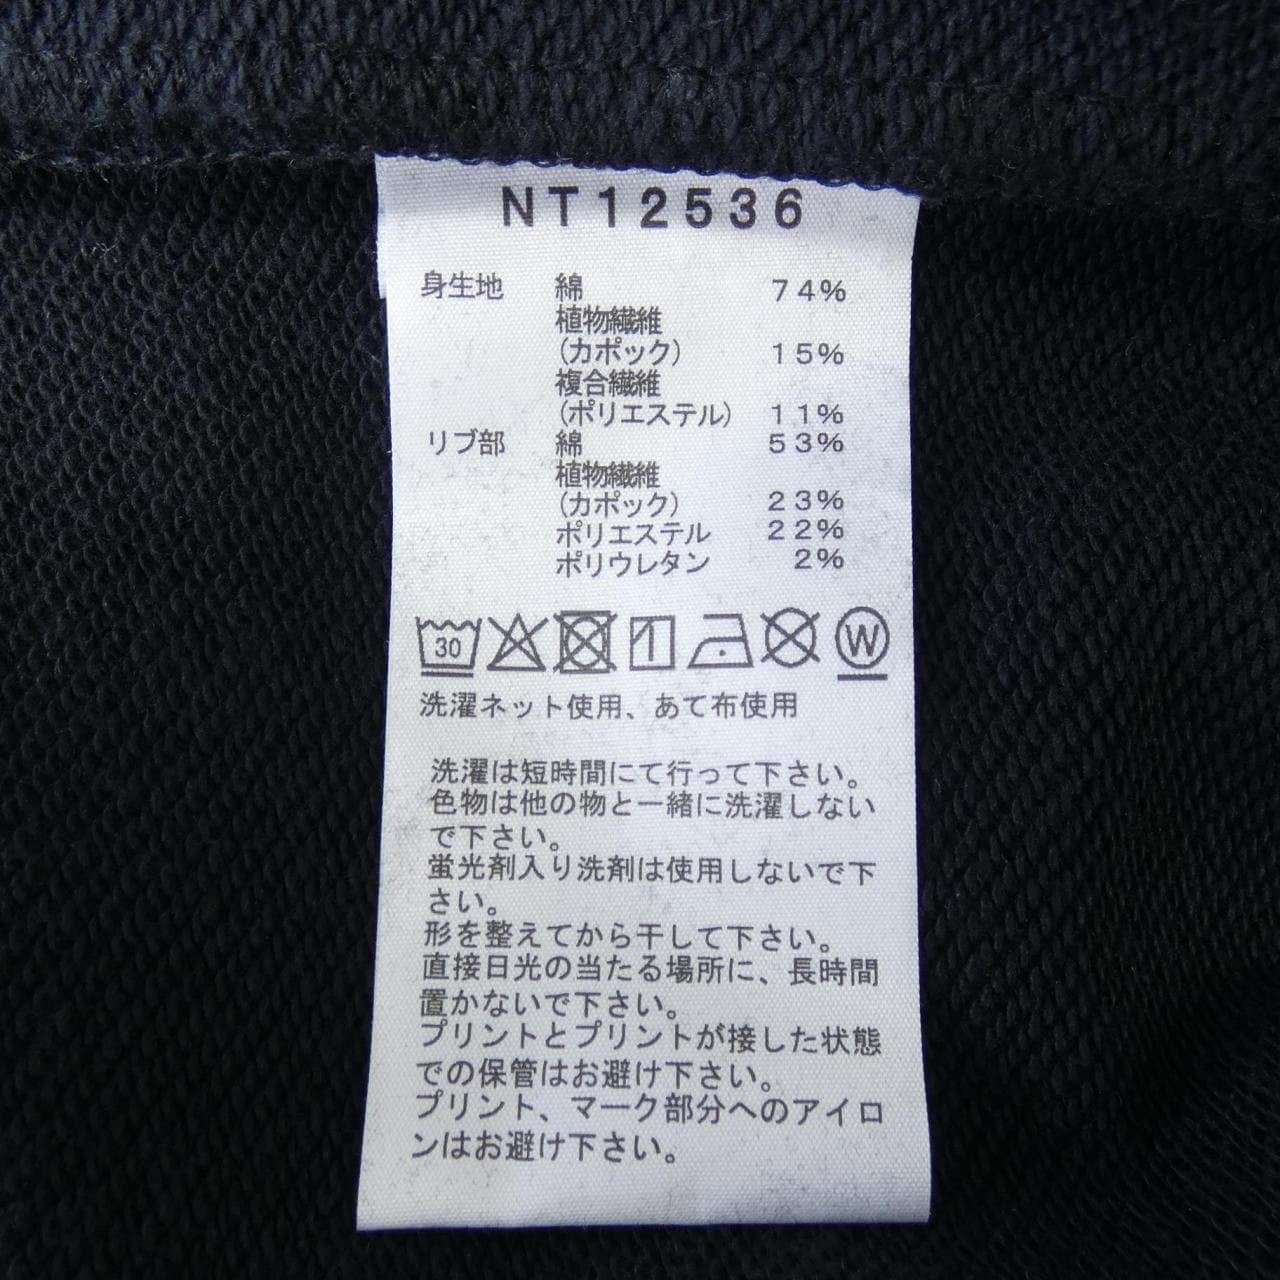 NT12536
身生地 綿 74%
植物繊維
(カポック) 15%
複合繊維
(ポリエステル) 11%
リブ部 綿 53%
植物繊維
(カポック) 23%
ポリエステル 22%
ポリウレタン 2%
30 W
洗濯ネット使用、あて布使用
洗濯は短時間にて行って下さい。
色物は他の物と一緒に洗濯しない
で下さい。
蛍光剤入り洗剤は使用しないで下
さい。
形を整えてから干して下さい。
直接日光の当たる場所に、長時間
置かないで下さい。
プリントとプリントが接した状態
での保管はお避け下さい。
プリント、マーク部分へのアイロ
ンはお避け下さい。